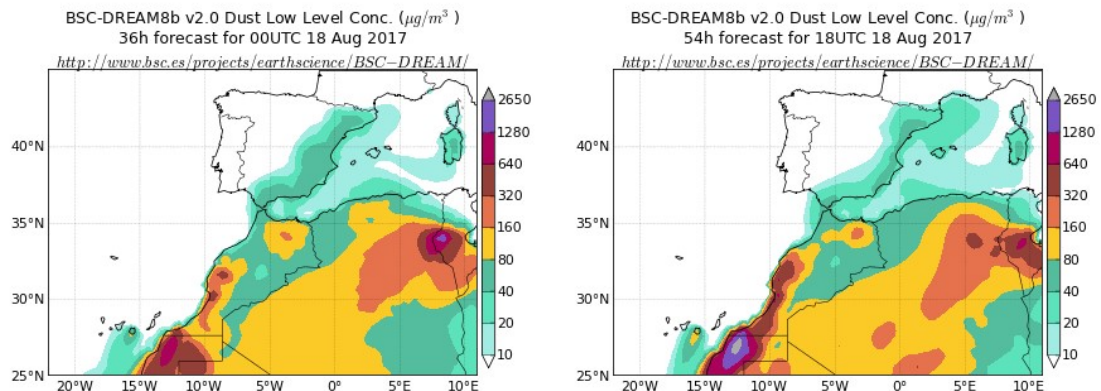 BSC-DREAM8b v2.0 Dust Low Level Conc. (μg/m³ )
36h forecast for 00UTC 18 Aug 2017
http://www.bsc.es/projects/earthscience/BSC−DREAM/
40°N
35°N
30°N
25°N
20°W
15°W
10°W
5°W
0°
5°E
10°E
2650
1280
640
320
160
80
40
20
10
BSC-DREAM8b v2.0 Dust Low Level Conc. (μg/m³ )
54h forecast for 18UTC 18 Aug 2017
http://www.bsc.es/projects/earthscience/BSC−DREAM/
40°N
35°N
30°N
25°N
20°W
15°W
10°W
5°W
0°
5°E
10°E
2650
1280
640
320
160
80
40
20
10